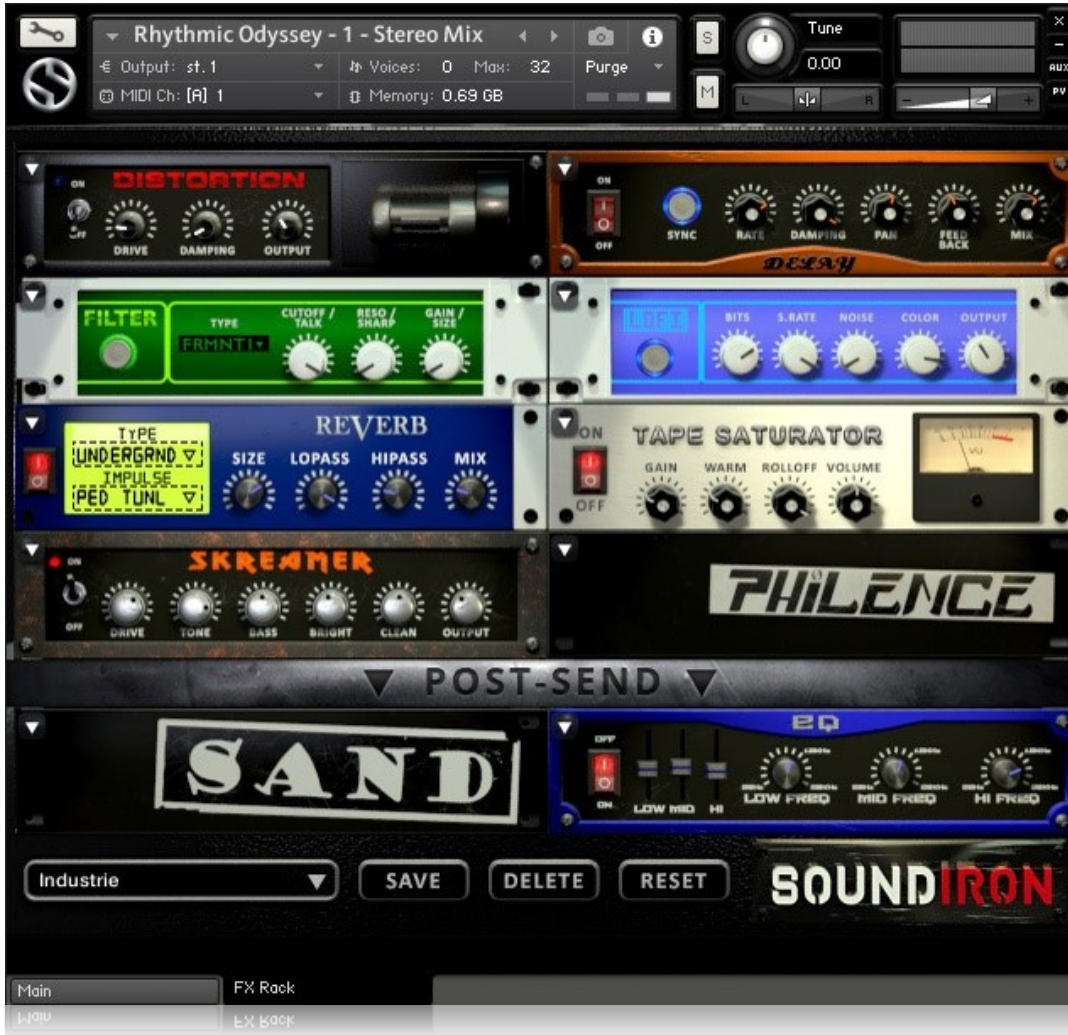 Rhythmic Odyssey - 1 - Stereo Mix
Output: st.1
Voices: 0 Max: 32
Purge
MIDI Ch: [A] 1
Memory: 0.69 GB
S
M
Tune
0.00
L R
- +
×
-
AUX
PV
DISTORTION
ON
OFF
DRIVE DAMPING OUTPUT
ON
OFF
SYNC RATE DAMPING PAN FEED BACK MIX
DELAY
FILTER
TYPE
FRMNT1
CUTOFF / TALK
RESO / SHARP
GAIN / SIZE
LOFI
BITS S.RATE NOISE COLOR OUTPUT
REVERB
TYPE
UNDERGRND
IMPULSE
PED TUNL
SIZE LOPASS HIPASS MIX
ON
OFF
TAPE SATURATOR
GAIN WARM ROLLOFF VOLUME
VU
SKREAMER
ON
OFF
DRIVE TONE BASS BRIGHT CLEAN OUTPUT
PHILENCE
POST-SEND
SAND
EQ
OFF
ON
LOW MID HI
LOW FREQ MID FREQ HI FREQ
Industrie
SAVE DELETE RESET
SOUNDIRON
Main
FX Rack